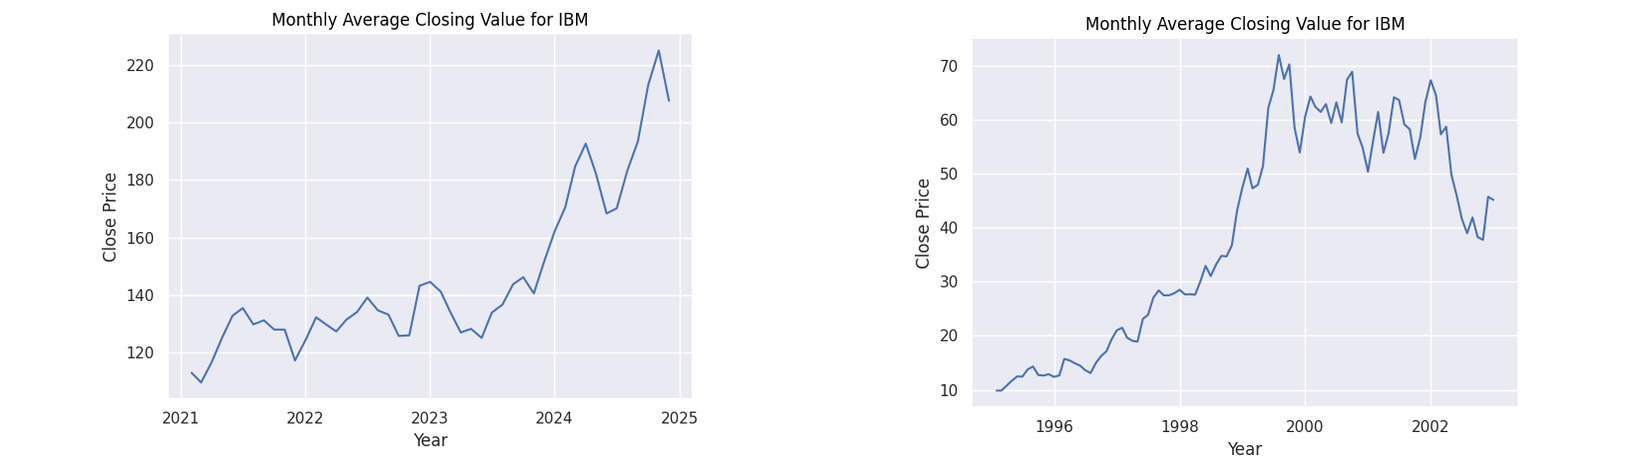 Monthly Average Closing Value for IBM
220
200
180
160
140
120
Close Price
2021 2022 2023 2024 2025
Year
Monthly Average Closing Value for IBM
70
60
50
40
30
20
10
Close Price
1996 1998 2000 2002
Year